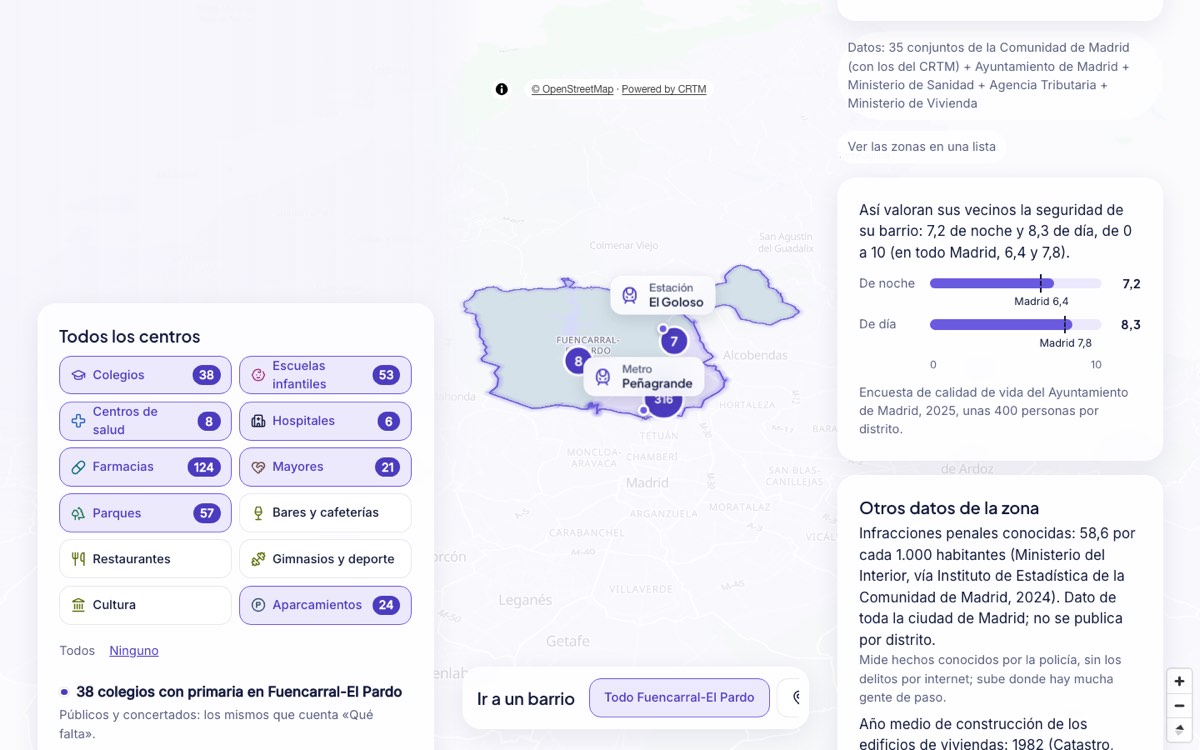 Datos: 35 conjuntos de la Comunidad de Madrid
(con los del CRTM) + Ayuntamiento de Madrid +
Ministerio de Sanidad + Agencia Tributaria +
Ministerio de Vivienda
© OpenStreetMap · Powered by CRTM
Ver las zonas en una lista
Así valoran sus vecinos la seguridad de
su barrio: 7,2 de noche y 8,3 de día, de 0
a 10 (en todo Madrid, 6,4 y 7,8).
De noche
7,2
Madrid 6,4
De día
8,3
Madrid 7,8
0 10
Encuesta de calidad de vida del Ayuntamiento
de Madrid, 2025, unas 400 personas por
distrito.
Otros datos de la zona
Infracciones penales conocidas: 58,6 por
cada 1.000 habitantes (Ministerio del
Interior, vía Instituto de Estadística de la
Comunidad de Madrid, 2024). Dato de
toda la ciudad de Madrid; no se publica
por distrito.
Mide hechos conocidos por la policía, sin los
delitos por internet; sube donde hay mucha
gente de paso.
Año medio de construcción de los
edificios de viviendas: 1982 (Catastro,
Colmenar Viejo
San Agustín
del Guadalix
Estación
El Goloso
FUENCARRAL-
7
8
Metro
Peñagrande
316
Alcobendas
HORTALEZA
TETUÁN
MONCLOA-
ARAVACA
CHAMBERÍ
SAN BLAS-
CANILLEJAS
de Ardoz
Madrid
ARGANZUELA
MORATALAZ
CARABANCHEL
M-40
VILLAVERDE
M-45
M-50
Leganés
Getafe
Todos los centros
Colegios 38
Escuelas
infantiles 53
Centros de
salud 8
Hospitales 6
Farmacias 124
Mayores 21
Parques 57
Bares y cafeterías
Restaurantes
Gimnasios y deporte
Cultura
Aparcamientos 24
Todos Ninguno
38 colegios con primaria en Fuencarral-El Pardo
Públicos y concertados: los mismos que cuenta «Qué
falta».
Ir a un barrio
Todo Fuencarral-El Pardo